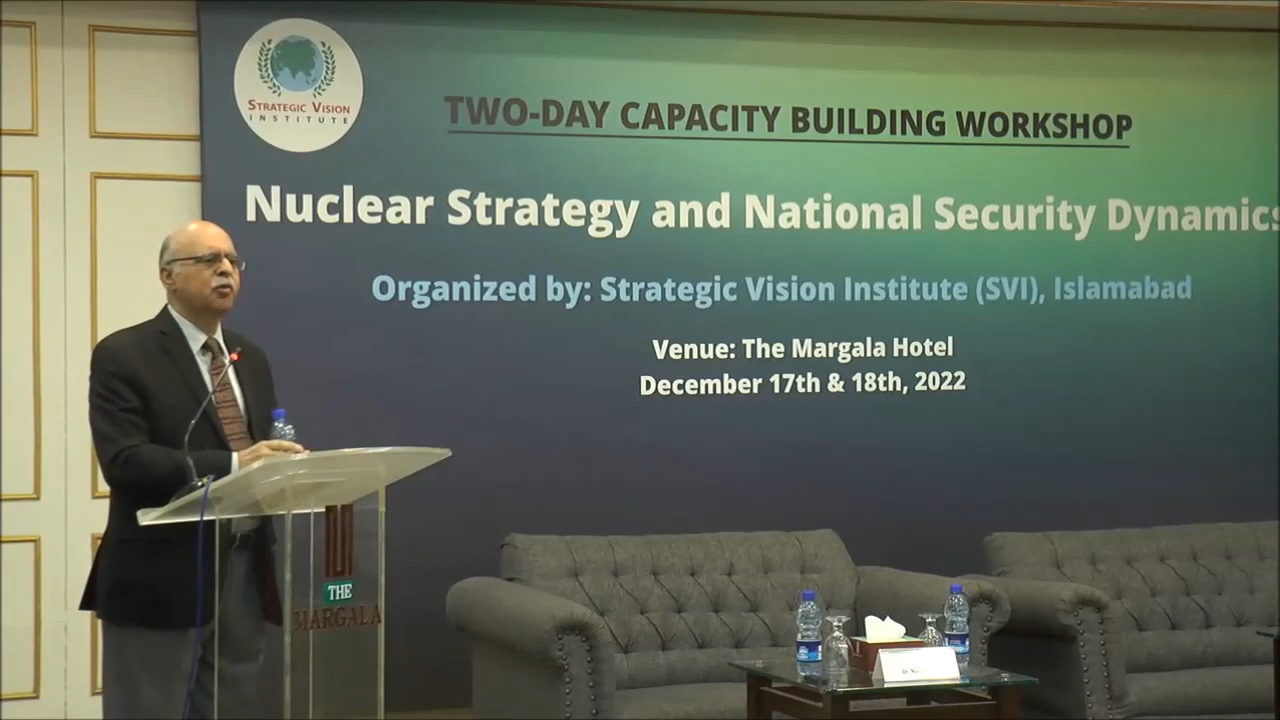 STRATEGIC VISION
INSTITUTE
TWO-DAY CAPACITY BUILDING WORKSHOP
Nuclear Strategy and National Security Dynamics
Organized by: Strategic Vision Institute (SVI), Islamabad
Venue: The Margala Hotel
December 17th & 18th, 2022
THE
MARGALA
Dr.